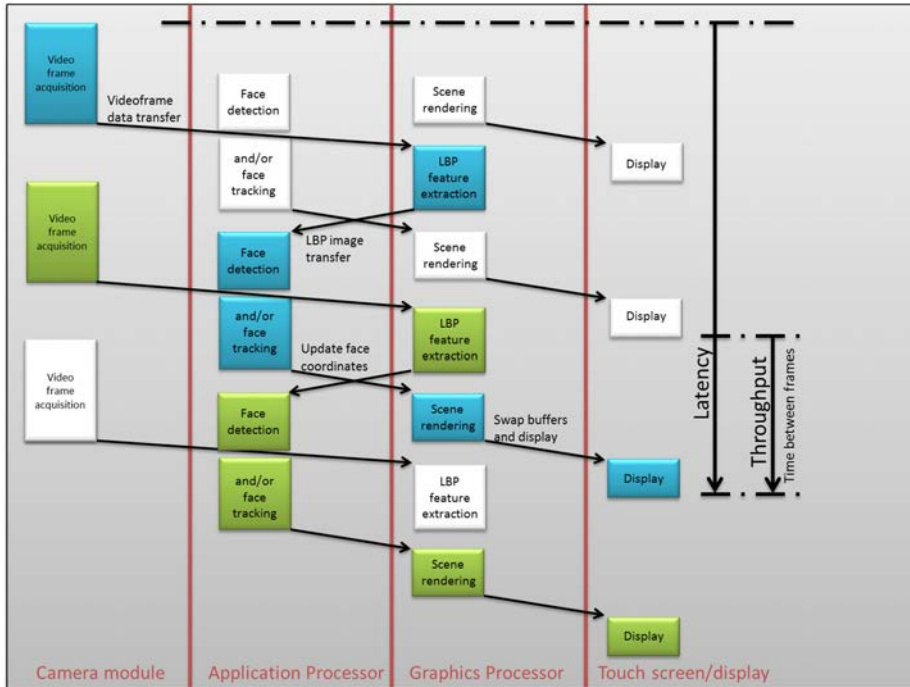 Video
frame
acquisition
Videoframe
data transfer
Face
detection
Scene
rendering
and/or
face
tracking
LBP
feature
extraction
Display
Video
frame
acquisition
Face
detection
LBP image
transfer
Scene
rendering
and/or
face
tracking
LBP
feature
extraction
Display
Update face
coordinates
Video
frame
acquisition
Face
detection
Scene
rendering
Swap buffers
and display
Latency
Throughput
Time between frames
and/or
face
tracking
LBP
feature
extraction
Display
Scene
rendering
Display
Camera module
Application Processor
Graphics Processor
Touch screen/display